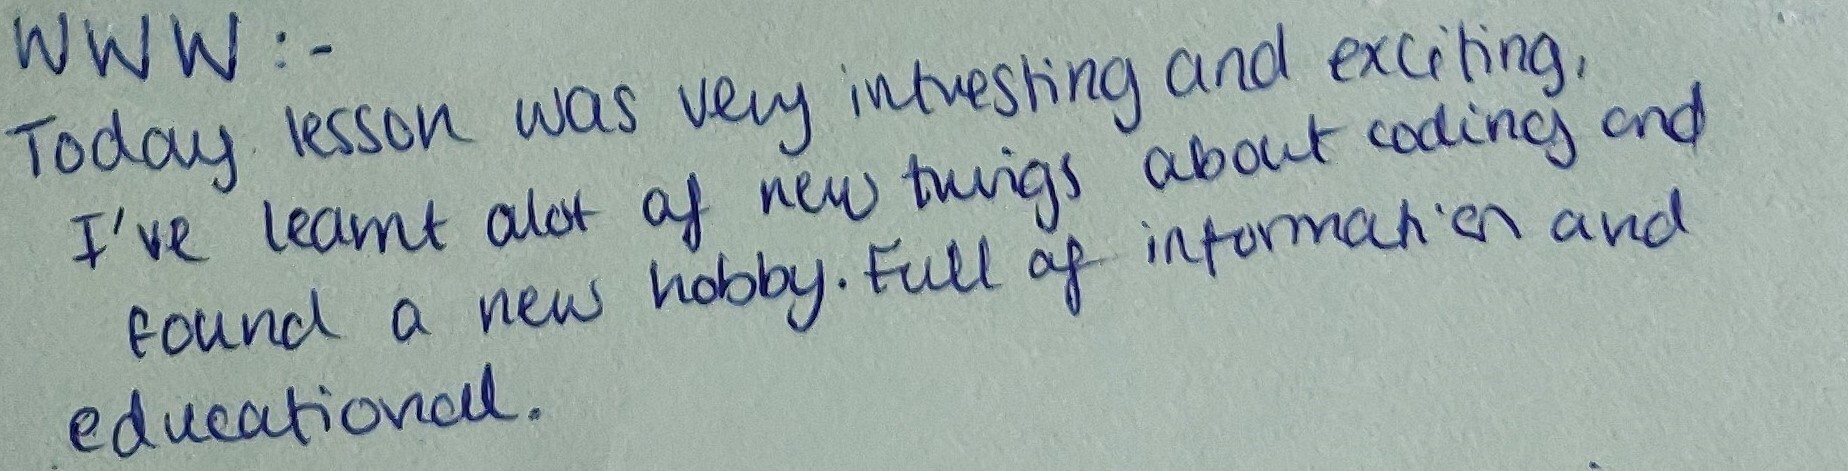 WWW :-
Today lesson was very intresting and exciting.
I've learnt alot of new things about coding and
found a new hobby. Full of information and
educational.